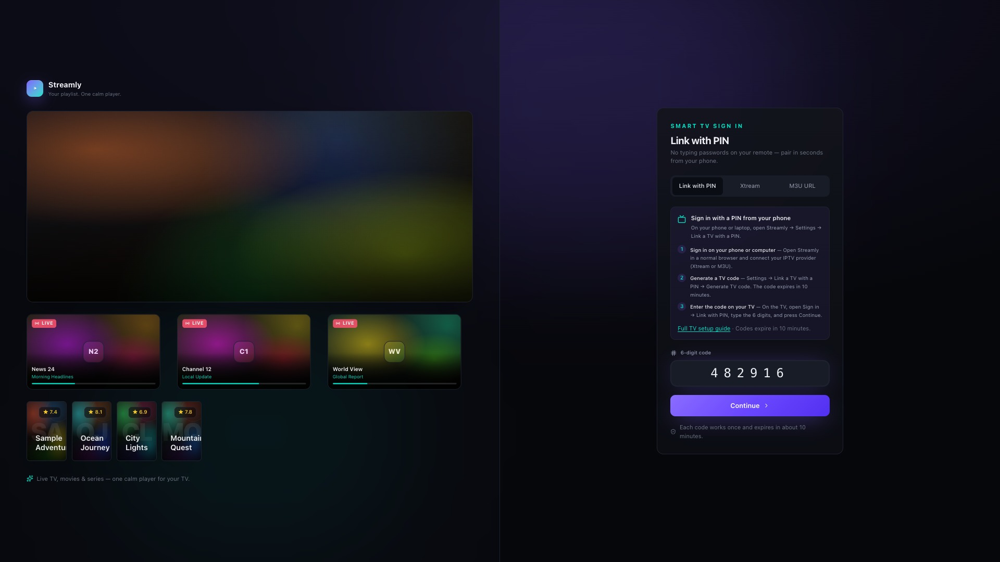 Streamly
Your playlist. One calm player.
LIVE
N2
News 24
Morning Headlines
LIVE
C1
Channel 12
Local Update
LIVE
WV
World View
Global Report
7.4
SA
Sample
Adventu
8.1
OJ
Ocean
Journey
6.9
CL
City
Lights
7.8
MO
Mountain
Quest
Live TV, movies & series — one calm player for your TV.
SMART TV SIGN IN
Link with PIN
No typing passwords on your remote — pair in seconds
from your phone.
Link with PIN Xtream M3U URL
Sign in with a PIN from your phone
On your phone or laptop, open Streamly → Settings →
Link a TV with a PIN.
1 Sign in on your phone or computer — Open Streamly
in a normal browser and connect your IPTV provider
(Xtream or M3U).
2 Generate a TV code — Settings → Link a TV with a
PIN → Generate TV code. The code expires in 10
minutes.
3 Enter the code on your TV — On the TV, open Sign in
→ Link with PIN, type the 6 digits, and press Continue.
Full TV setup guide · Codes expire in 10 minutes.
# 6-digit code
482916
Continue
Each code works once and expires in about 10
minutes.